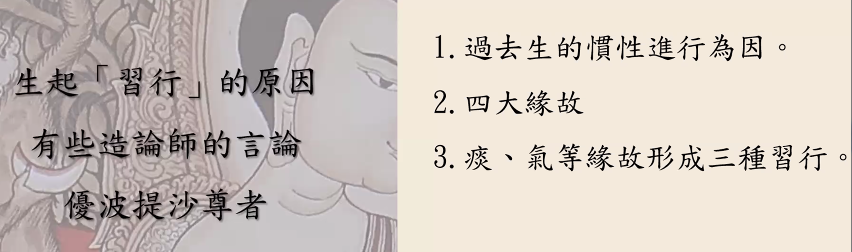 生起「習行」的原因
有些造論師的言論
優波提沙尊者
1.過去生的慣性進行為因。
2.四大緣故
3.痰、氣等緣故形成三種習行。